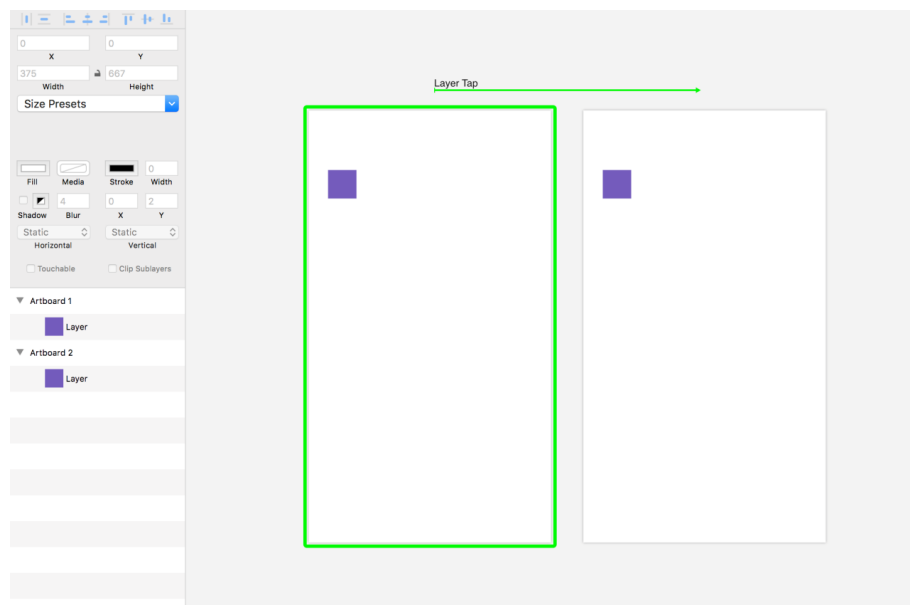 0 0
X Y
375 667
Width Height
Size Presets
0
Fill Media Stroke Width
4 0 2
Shadow Blur X Y
Static Static
Horizontal Vertical
Touchable Clip Sublayers
Artboard 1
Layer
Artboard 2
Layer
Layer Tap